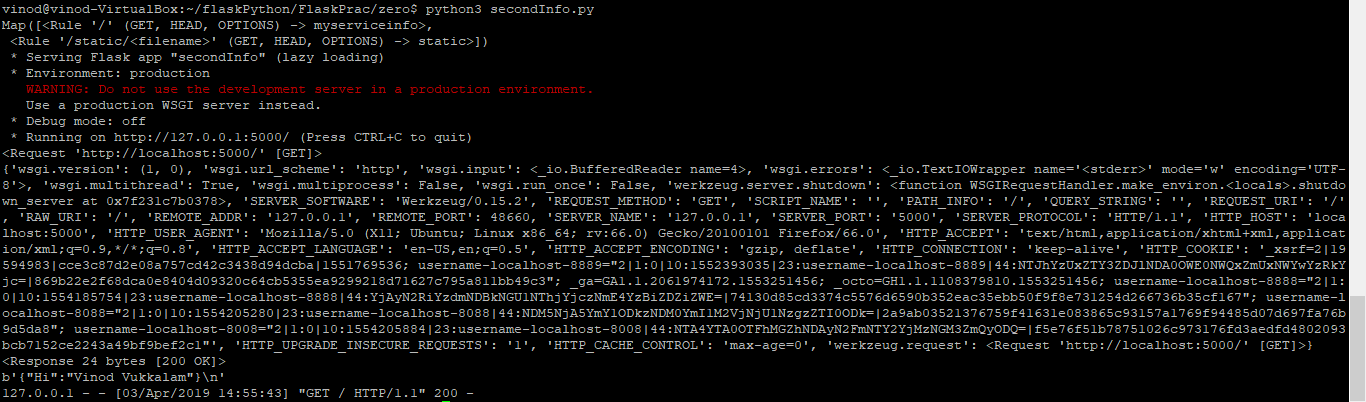 vinod@vinod-VirtualBox:~/flaskPython/FlaskPrac/zero$ python3 secondInfo.py
Map([<Rule '/' (GET, HEAD, OPTIONS) -> myserviceinfo>,
 <Rule '/static/<filename>' (GET, HEAD, OPTIONS) -> static>])
 * Serving Flask app "secondInfo" (lazy loading)
 * Environment: production
   WARNING: Do not use the development server in a production environment.
   Use a production WSGI server instead.
 * Debug mode: off
 * Running on http://127.0.0.1:5000/ (Press CTRL+C to quit)
<Request 'http://localhost:5000/' [GET]>
{'wsgi.version': (1, 0), 'wsgi.url_scheme': 'http', 'wsgi.input': <_io.BufferedReader name=4>, 'wsgi.errors': <_io.TextIOWrapper name='<stderr>' mode='w' encoding='UTF-
8'>, 'wsgi.multithread': True, 'wsgi.multiprocess': False, 'wsgi.run_once': False, 'werkzeug.server.shutdown': <function WSGIRequestHandler.make_environ.<locals>.shutdo
wn_server at 0x7f231c7b0378>, 'SERVER_SOFTWARE': 'Werkzeug/0.15.2', 'REQUEST_METHOD': 'GET', 'SCRIPT_NAME': '', 'PATH_INFO': '/', 'QUERY_STRING': '', 'REQUEST_URI': '/'
, 'RAW_URI': '/', 'REMOTE_ADDR': '127.0.0.1', 'REMOTE_PORT': 48660, 'SERVER_NAME': '127.0.0.1', 'SERVER_PORT': '5000', 'SERVER_PROTOCOL': 'HTTP/1.1', 'HTTP_HOST': 'loca
lhost:5000', 'HTTP_USER_AGENT': 'Mozilla/5.0 (X11; Ubuntu; Linux x86_64; rv:66.0) Gecko/20100101 Firefox/66.0', 'HTTP_ACCEPT': 'text/html,application/xhtml+xml,applicat
ion/xml;q=0.9,*/*;q=0.8', 'HTTP_ACCEPT_LANGUAGE': 'en-US,en;q=0.5', 'HTTP_ACCEPT_ENCODING': 'gzip, deflate', 'HTTP_CONNECTION': 'keep-alive', 'HTTP_COOKIE': '_xsrf=2|19
594983|cce3c87d2e08a757cd42c3438d94dcba|1551769536; username-localhost-8889="2|1:0|10:1552393035|23:username-localhost-8889|44:
_ga=GA1.1.2061974172.1553251456; _octo=GH1.1.1108379810.1553251456; username-localhost-8888="2|1:
0|10:1554185754|23:username-localhost-8888|44: username-l
ocalhost-8088="2|1:0|10:1554205280|23:username-localhost-8088|44:
username-localhost-8008="2|1:0|10:1554205884|23:username-localhost-8008|44:
bcb7152ce2243a49bf9bef2c1"', 'HTTP_UPGRADE_INSECURE_REQUESTS': '1', 'HTTP_CACHE_CONTROL': 'max-age=0', 'werkzeug.request': <Request 'http://localhost:5000/' [GET]>}
<Response 24 bytes [200 OK]>
b'{"Hi":"Vinod Vukkalam"}\n'
127.0.0.1 - - [03/Apr/2019 14:55:43] "GET / HTTP/1.1" 200 -